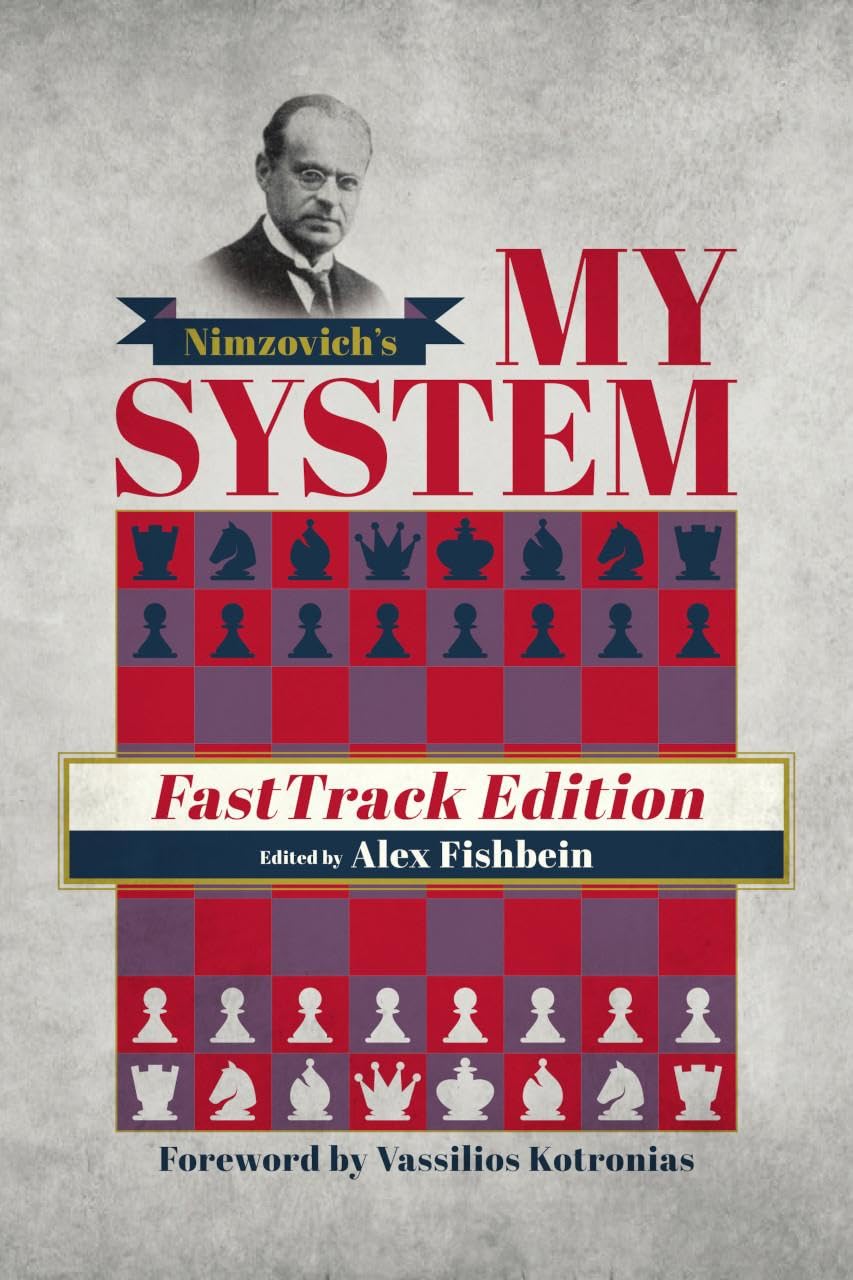 Nimzovich's
MY
SYSTEM
FastTrack Edition
Edited by Alex Fishbein
Foreword by Vassilios Kotronias